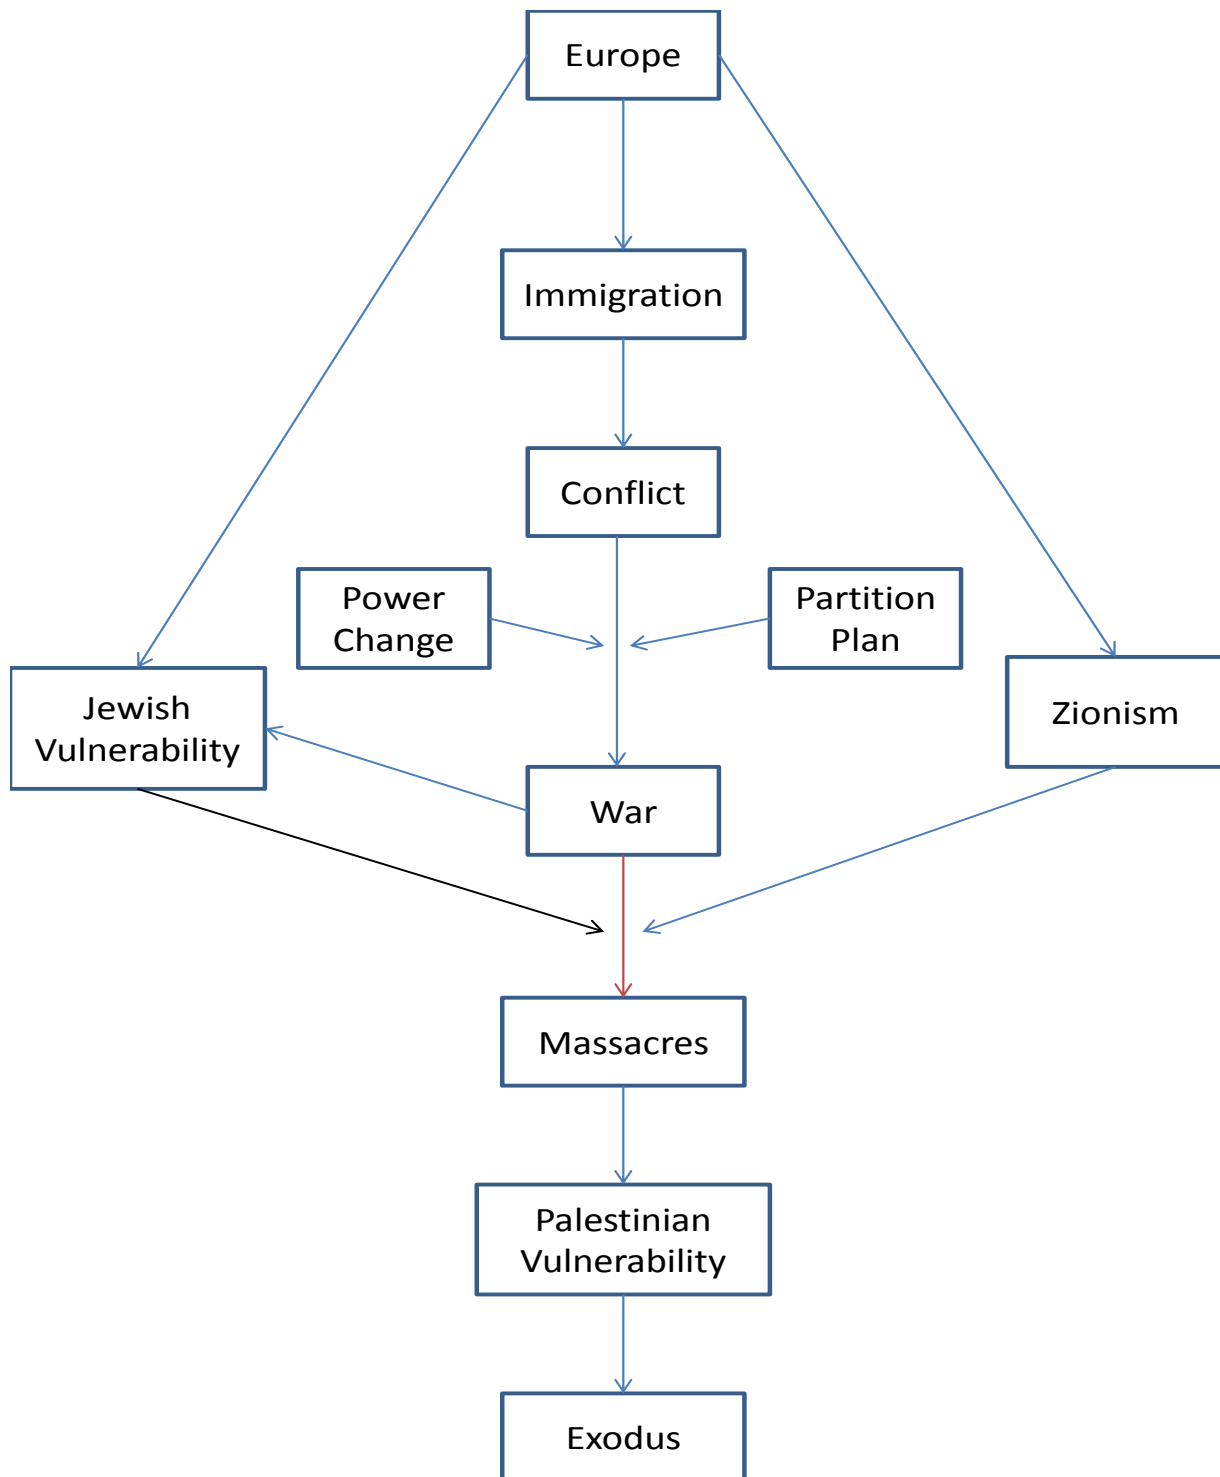 Europe
Immigration
Conflict
Power
Change
Partition
Plan
Jewish
Vulnerability
Zionism
War
Massacres
Palestinian
Vulnerability
Exodus